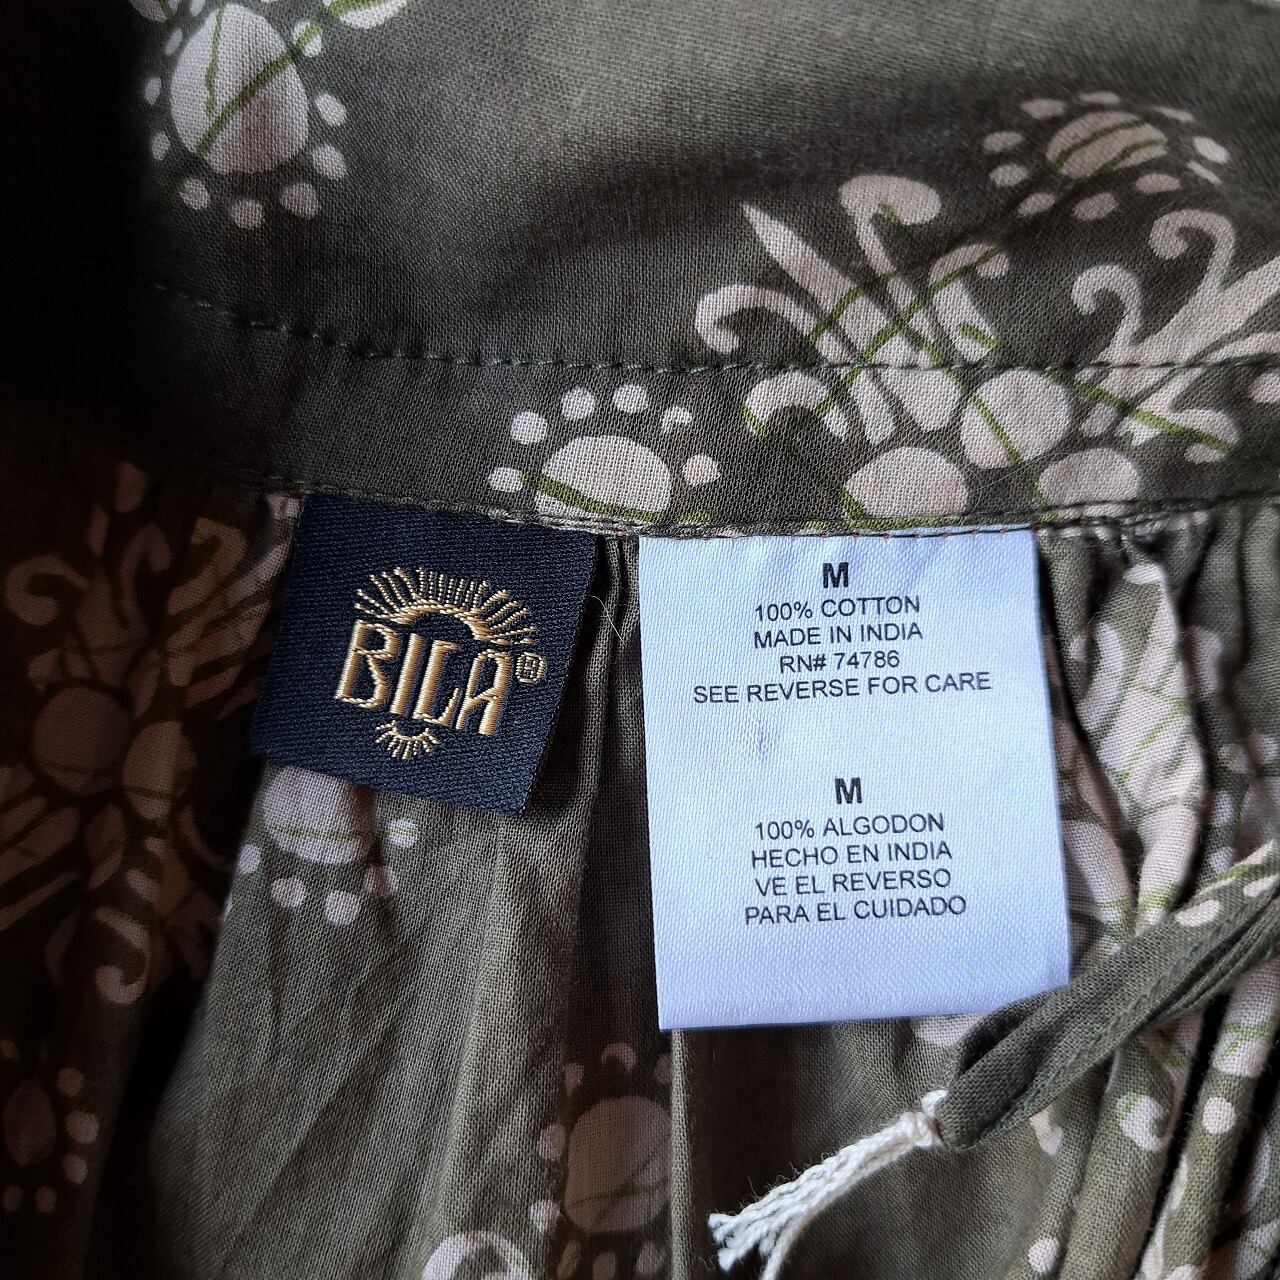 BILA®
M
100% COTTON
MADE IN INDIA
RN# 74786
SEE REVERSE FOR CARE
M
100% ALGODON
HECHO EN INDIA
VE EL REVERSO
PARA EL CUIDADO